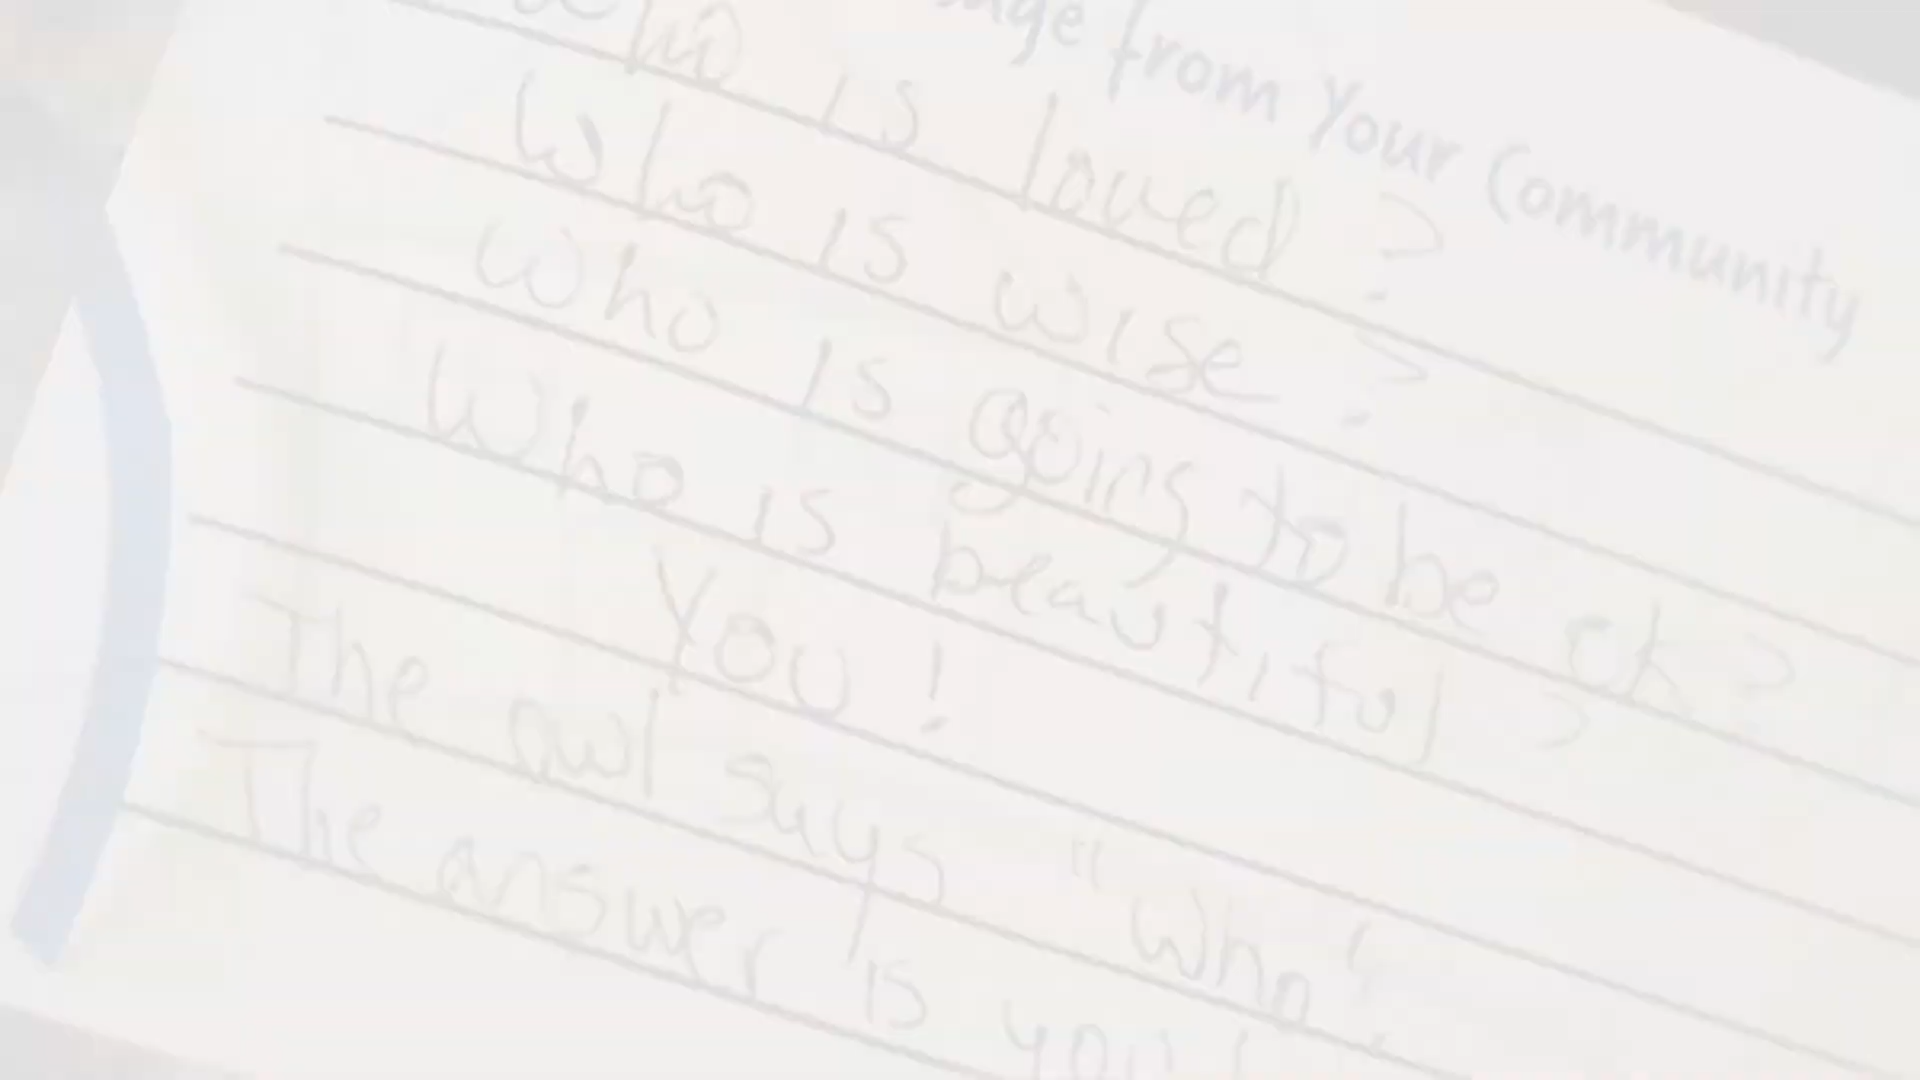 from Your Community
Who is loved?
Who is wise?
Who is going to be ok?
Who is beautiful?
You!
The owl says "Who"
The answer is you!